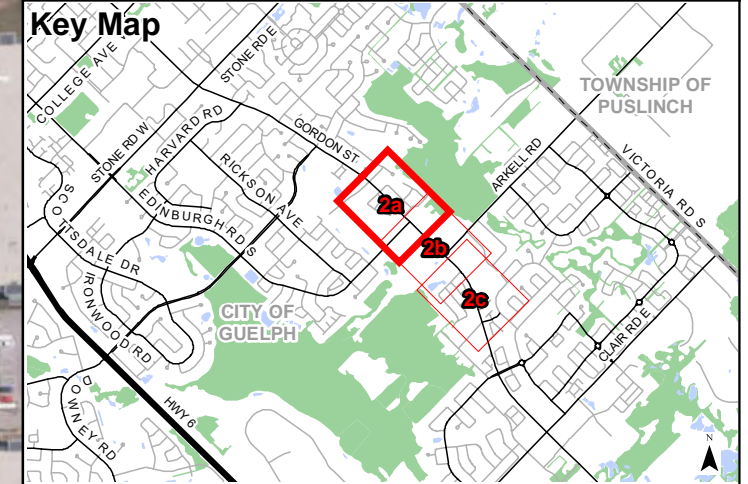 Key Map
COLLEGE AVE
STONE RD E
TOWNSHIP OF
PUSLINCH
STONE RD W
HARVARD RD
GORDON ST
ARKELL RD
VICTORIA RD S
RICKSON AVE
SCOTTSDALE DR
EDINBURGH RD S
2a
2b
2c
IRONWOOD RD
CITY OF
GUELPH
CLAIR RD E
DOWNEY RD
HWY 6
N